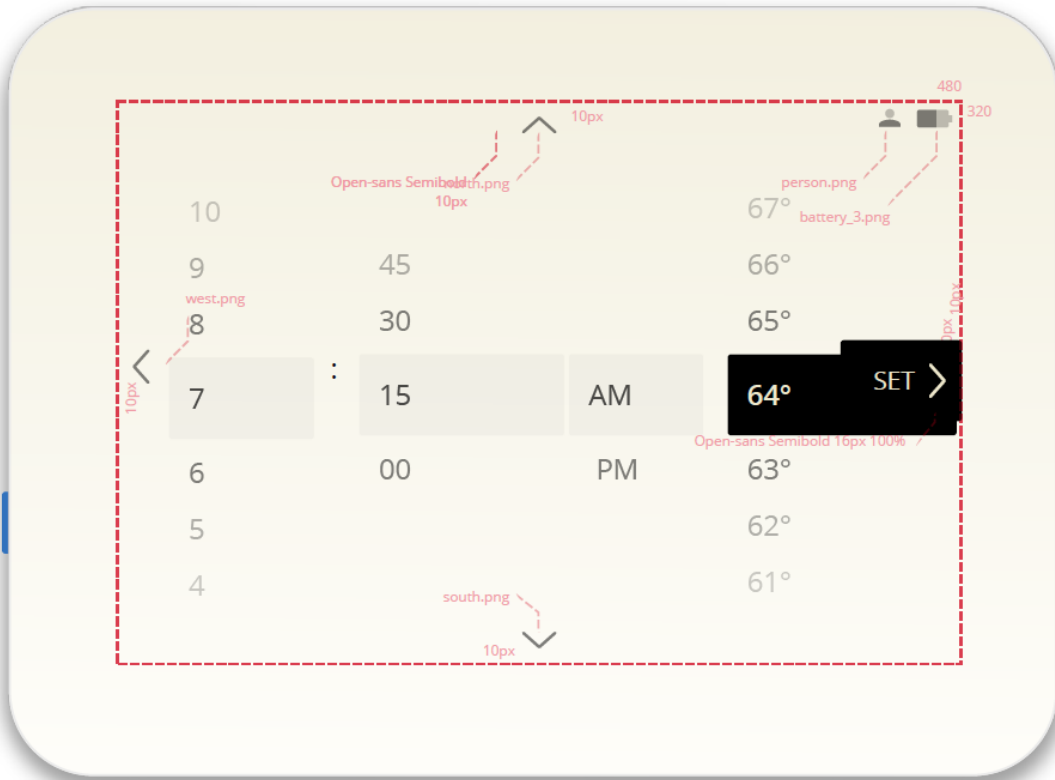 480
320
10px
Open-sans Semibold
north.png
10px
person.png
battery_3.png
10
67°
9
45
66°
west.png
10px
8
30
65°
10px
7
:
15
AM
64°
SET
Open-sans Semibold 16px 100%
6
00
PM
63°
5
62°
4
61°
south.png
10px